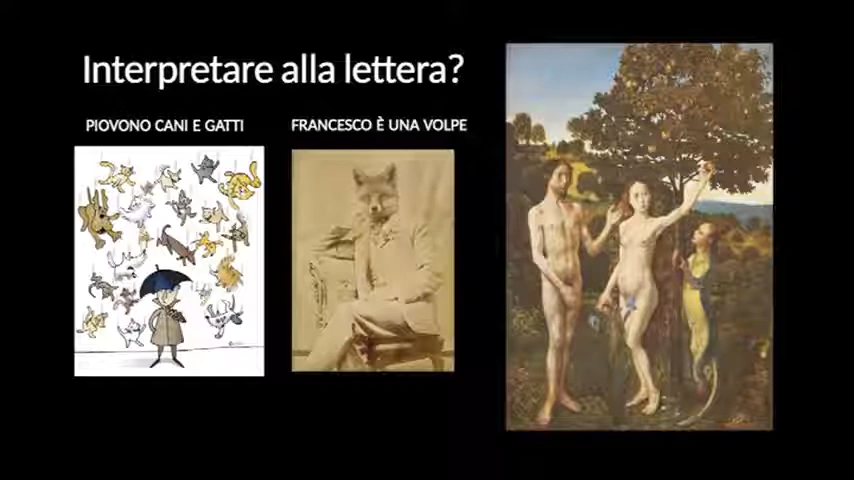 Interpretare alla lettera?
PIOVONO CANI E GATTI
FRANCESCO È UNA VOLPE